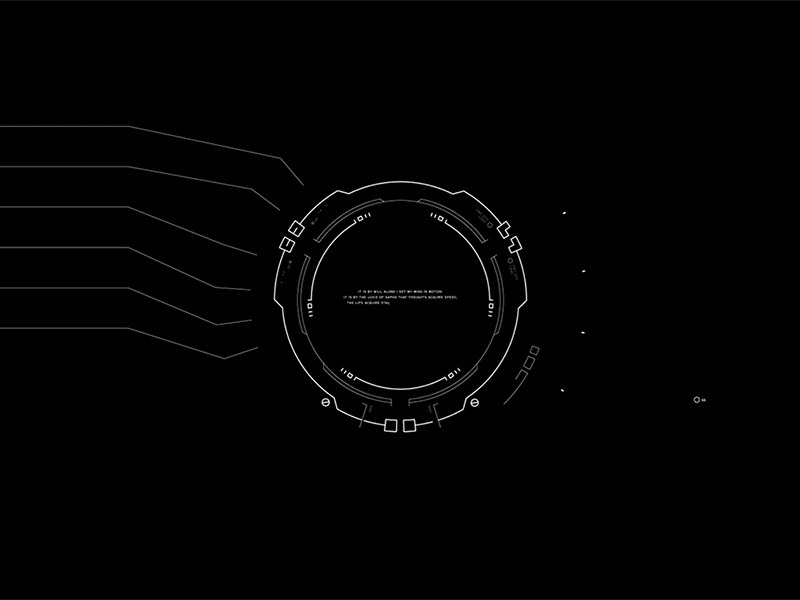 IT IS BY WILL ALONE I SET MY MIND IN MOTION
IT IS BY THE JUICE OF SAPHO THAT THOUGHTS ACQUIRE SPEED,
THE LIPS ACQUIRE STAI